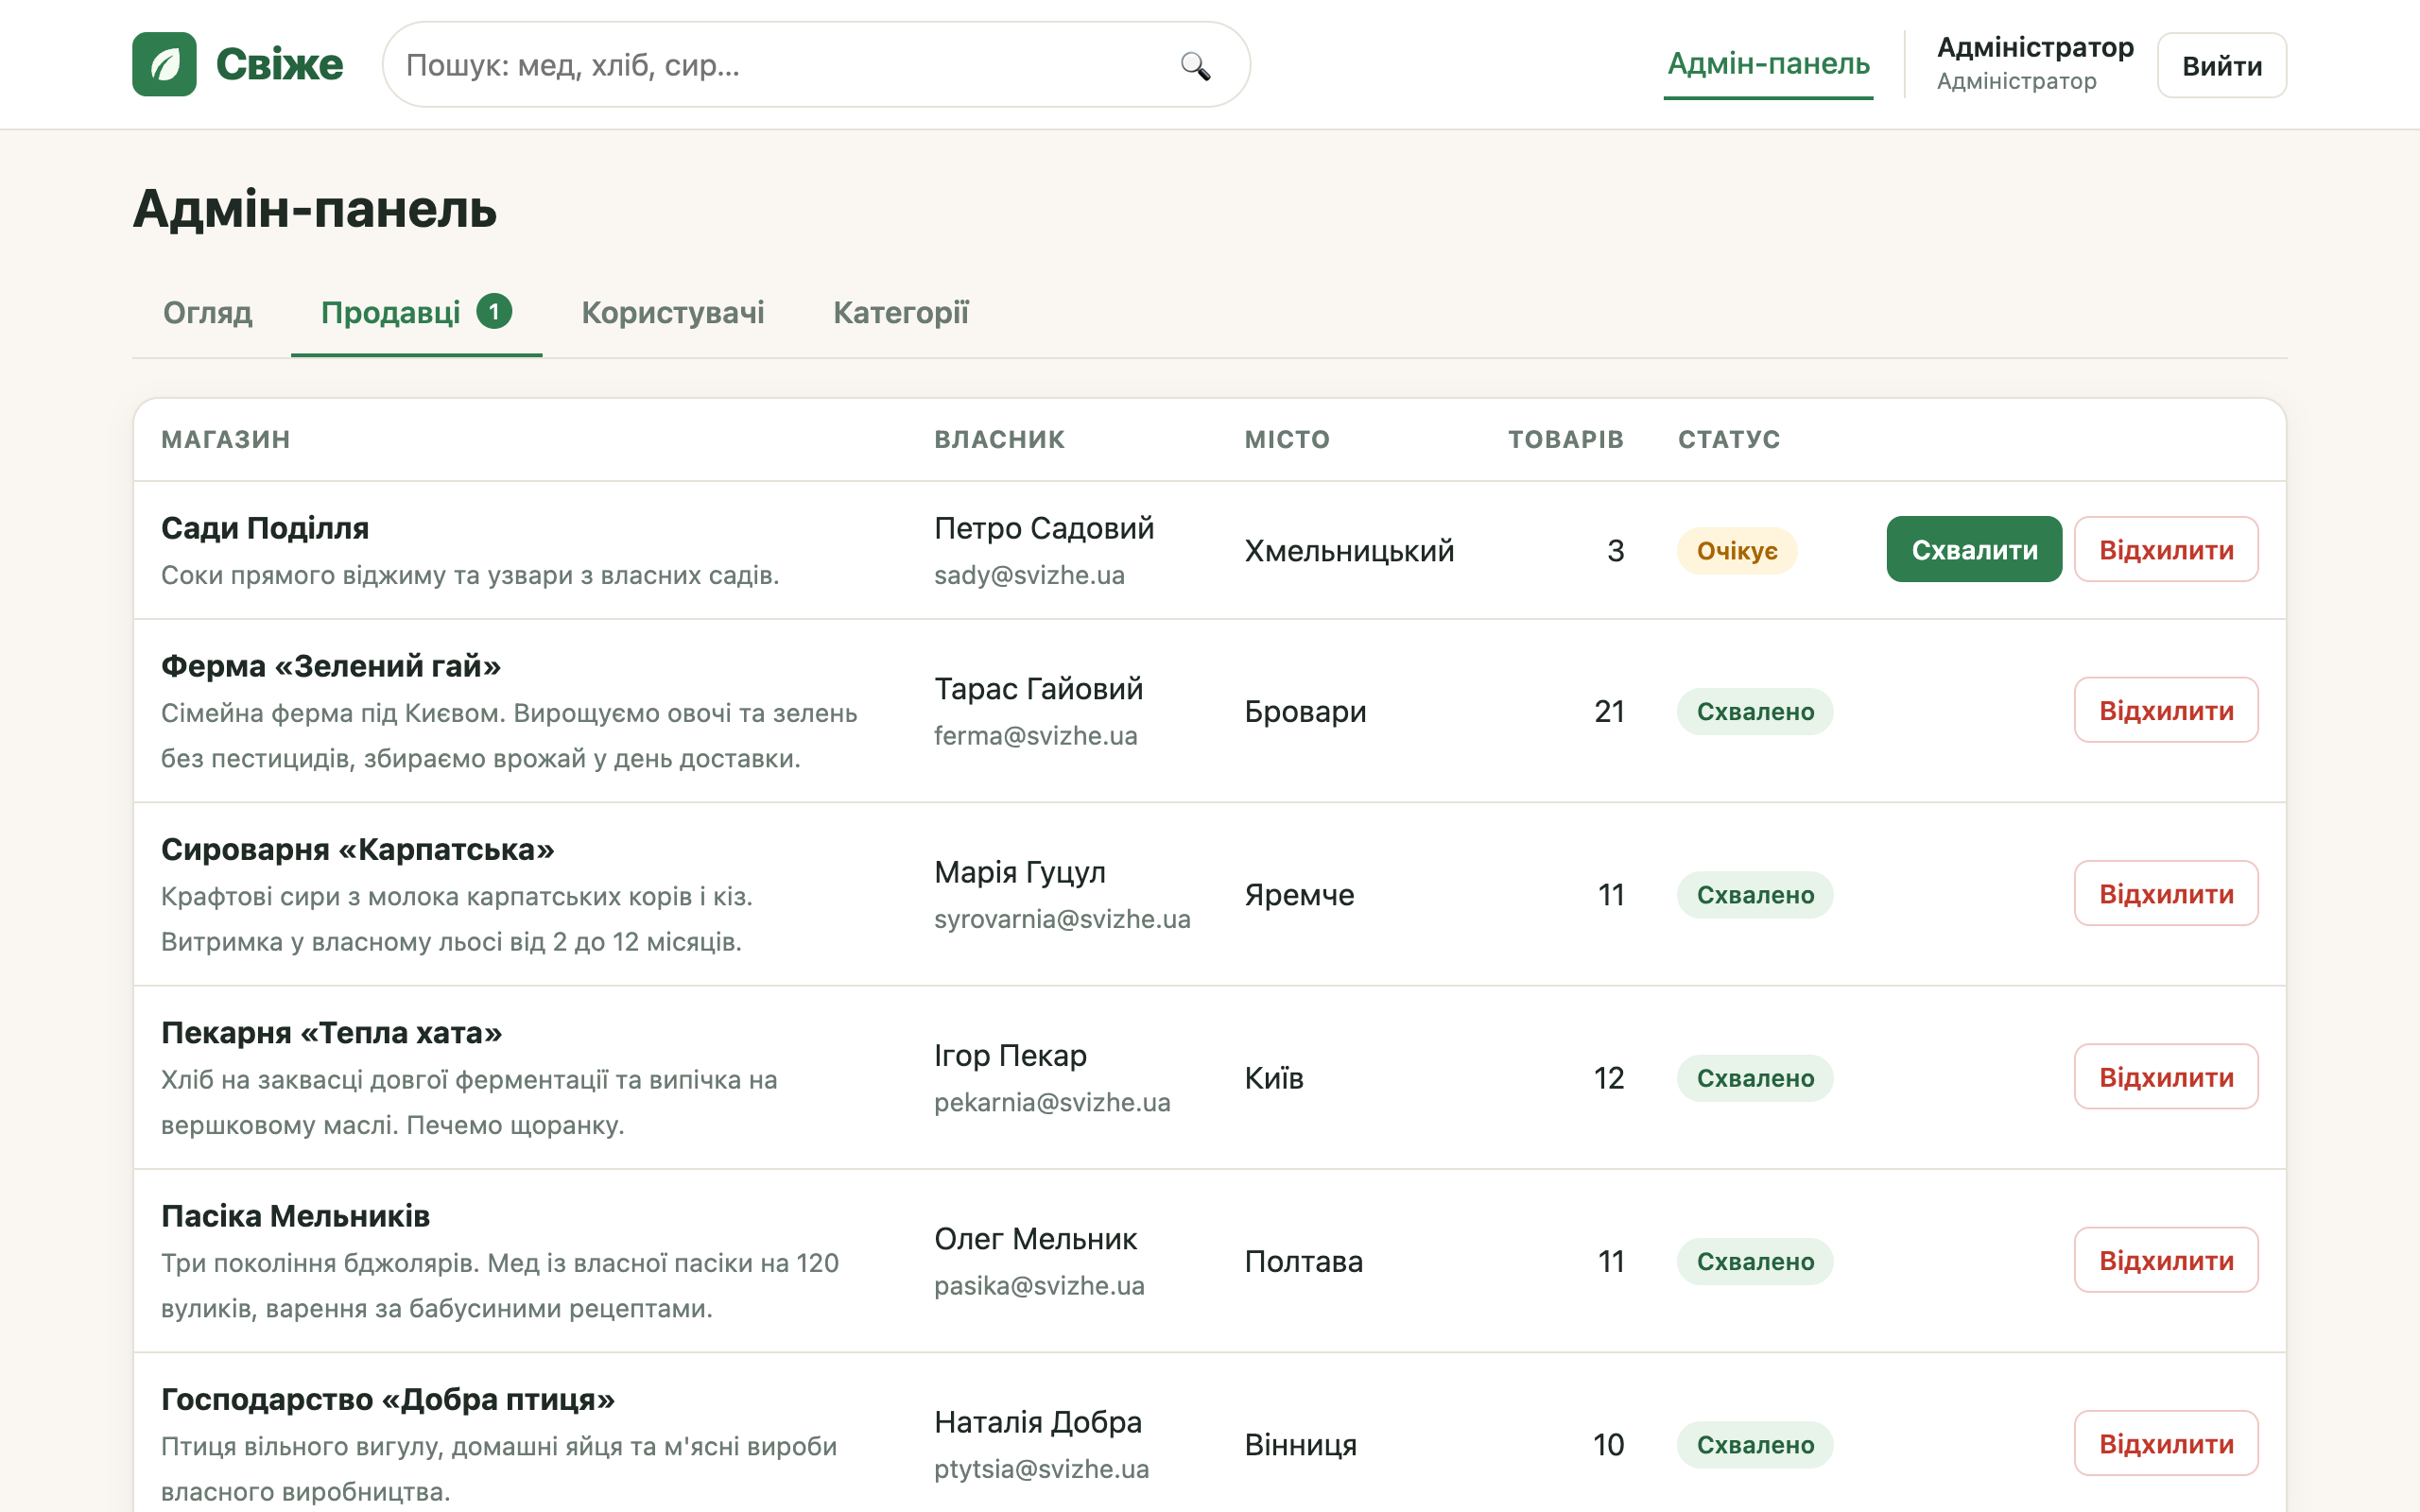 Свіже
Пошук: мед, хліб, сир...
Адмін-панель
Адміністратор
Адміністратор
Вийти
Адмін-панель
Огляд
Продавці 1
Користувачі
Категорії
МАГАЗИН ВЛАСНИК МІСТО ТОВАРІВ СТАТУС
Сади Поділля
Соки прямого віджиму та узвари з власних садів.
Петро Садовий
sady@svizhe.ua
Хмельницький
3
Очікує
Схвалити
Відхилити
Ферма «Зелений гай»
Сімейна ферма під Києвом. Вирощуємо овочі та зелень
без пестицидів, збираємо врожай у день доставки.
Тарас Гайовий
ferma@svizhe.ua
Бровари
21
Схвалено
Відхилити
Сироварня «Карпатська»
Крафтові сири з молока карпатських корів і кіз.
Витримка у власному льосі від 2 до 12 місяців.
Марія Гуцул
syrovarnia@svizhe.ua
Яремче
11
Схвалено
Відхилити
Пекарня «Тепла хата»
Хліб на заквасці довгої ферментації та випічка на
вершковому маслі. Печемо щоранку.
Ігор Пекар
pekarnia@svizhe.ua
Київ
12
Схвалено
Відхилити
Пасіка Мельників
Три покоління бджолярів. Мед із власної пасіки на 120
вуликів, варення за бабусиними рецептами.
Олег Мельник
pasika@svizhe.ua
Полтава
11
Схвалено
Відхилити
Господарство «Добра птиця»
Птиця вільного вигулу, домашні яйця та м'ясні вироби
власного виробництва.
Наталія Добра
ptytsia@svizhe.ua
Вінниця
10
Схвалено
Відхилити